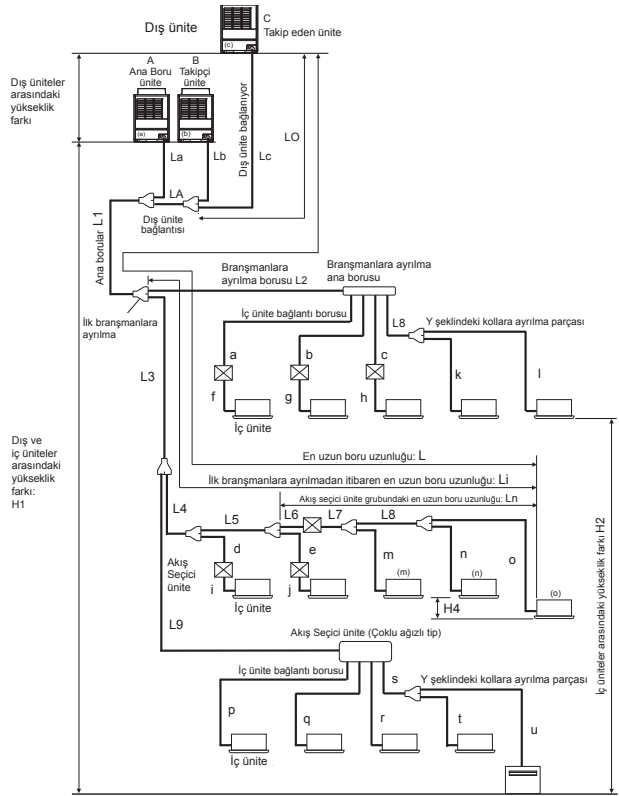 Dış ünite
C
Takip eden ünite
(c)
A
Ana Boru
ünite
B
Takipçi
ünite
(a)
(b)
Dış üniteler
arasındaki
yükseklik
farkı
La
Lb
Lc
LO
Dış ünite bağlanıyor
LA
Dış ünite
bağlantısı
Ana borular L1
Branşmanlara
ayrılma borusu L2
Branşmanlara ayrılma
ana borusu
İlk branşmanlara
ayrılma
İç ünite bağlantı borusu
L8
Y şeklindeki kollara ayrılma parçası
L3
a
b
c
k
l
f
g
h
İç ünite
En uzun boru uzunluğu: L
İlk branşmanlara ayrılmadan itibaren en uzun boru uzunluğu: Li
Akış seçici ünite grubundaki en uzun boru uzunluğu: Ln
Dış ve
iç üniteler
arasındaki
yükseklik
farkı:
H1
L4
L5
L6
L7
L8
Akış
Seçici
ünite
d
e
m
n
o
i
j
(m)
(n)
(o)
İç ünite
H4
L9
İç üniteler arasındaki yükseklik farkı H2
Akış Seçici ünite (Çoklu ağızlı tip)
İç ünite bağlantı borusu
s
Y şeklindeki kollara ayrılma parçası
p
q
r
t
u
İç ünite